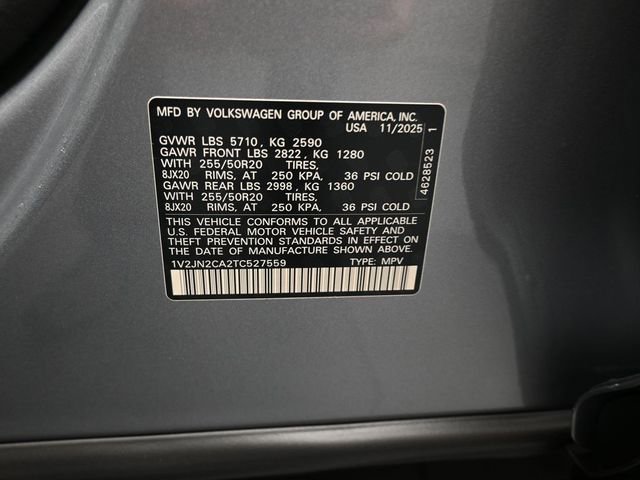 MFD BY VOLKSWAGEN GROUP OF AMERICA, INC.
USA 11/2025
GVWR LBS 5710, KG 2590
GAWR FRONT LBS 2822, KG 1280
WITH 255/50R20 TIRES,
8JX20 RIMS, AT 250 KPA, 36 PSI COLD
GAWR REAR LBS 2998, KG 1360
WITH 255/50R20 TIRES,
8JX20 RIMS, AT 250 KPA, 36 PSI COLD
THIS VEHICLE CONFORMS TO ALL APPLICABLE
U.S. FEDERAL MOTOR VEHICLE SAFETY AND
THEFT PREVENTION STANDARDS IN EFFECT ON
THE DATE OF MANUFACTURE SHOWN ABOVE.
1V2JN2CA2TC527559 TYPE: MPV
4628523 1